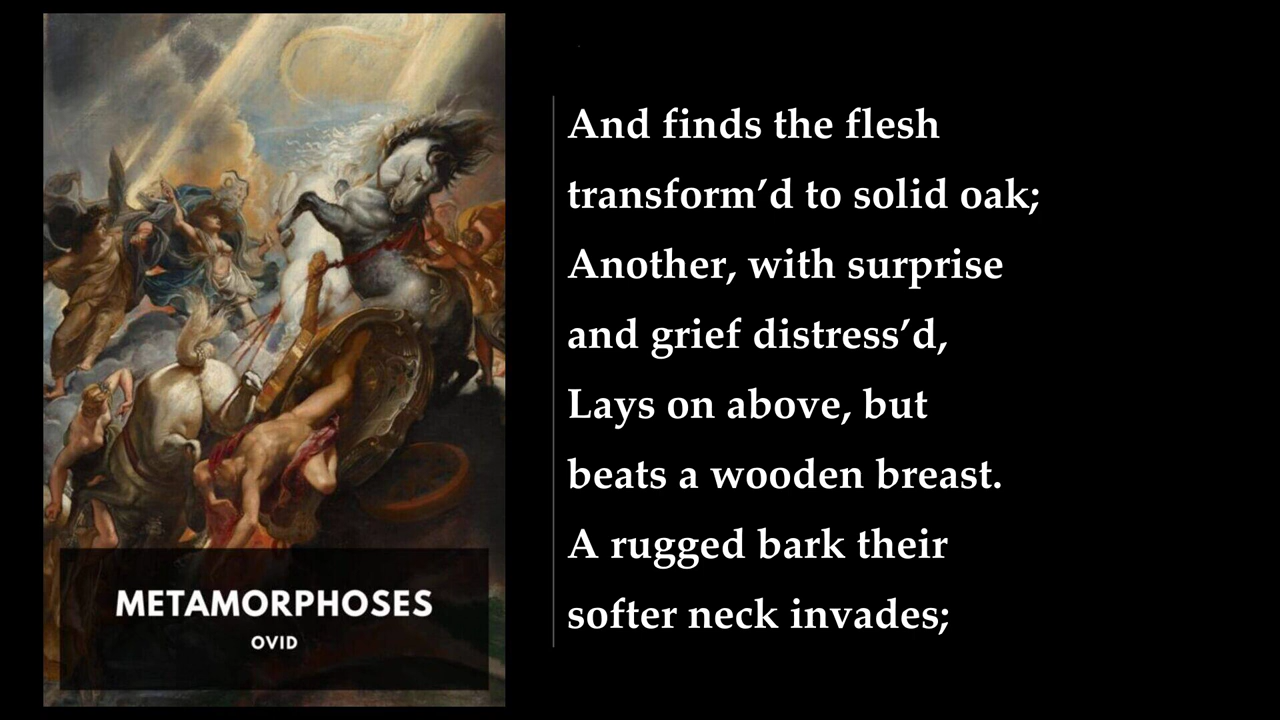 METAMORPHOSES
OVID
And finds the flesh
transform’d to solid oak;
Another, with surprise
and grief distress’d,
Lays on above, but
beats a wooden breast.
A rugged bark their
softer neck invades;